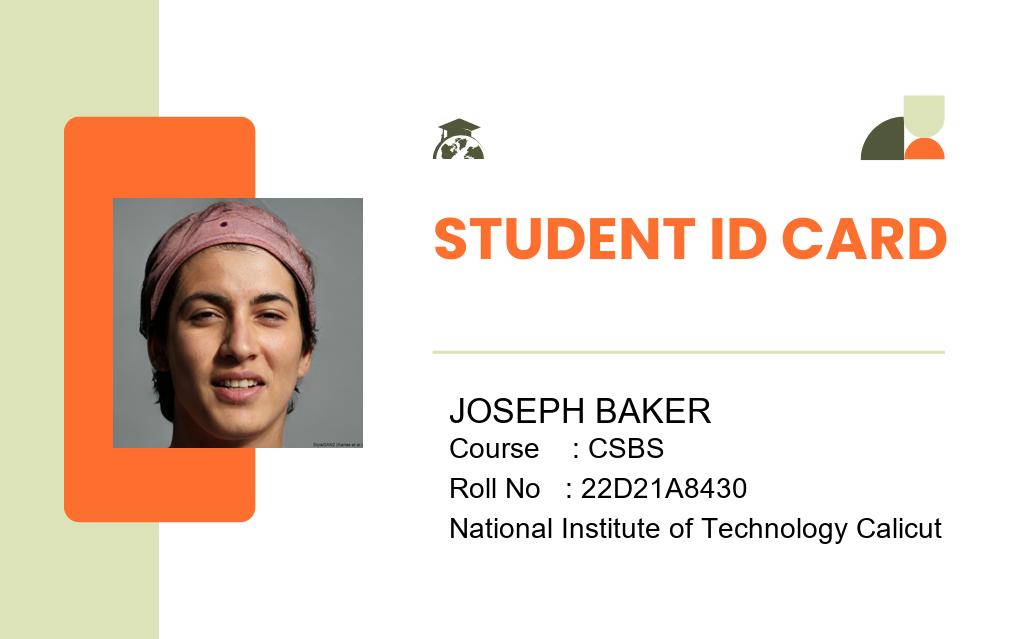 STUDENT ID CARD
StyleGAN2 (Karras et al.)
JOSEPH BAKER
Course : CSBS
Roll No : 22D21A8430
National Institute of Technology Calicut